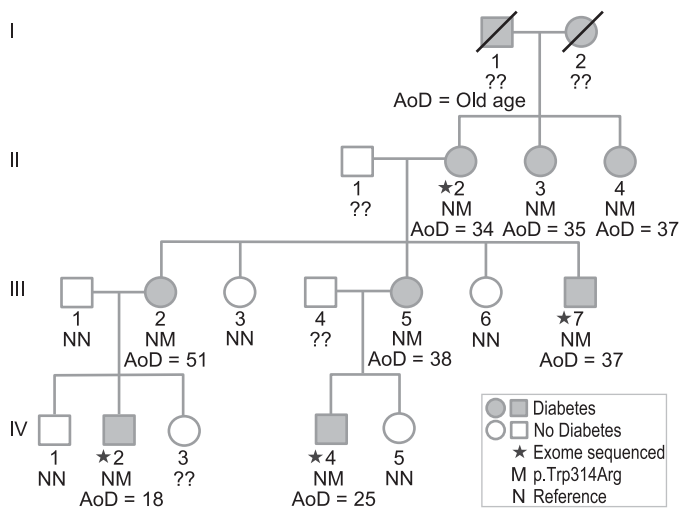 I
1 2
?? ??
AoD = Old age
II
1 ★2 3 4
?? NM NM NM
AoD = 34 AoD = 35 AoD = 37
III
1 2 3 4 5 6 ★7
NN NM NN ?? NM NN NM
AoD = 51 AoD = 38 AoD = 37
IV
1 ★2 3 ★4 5
NN NM ?? NM NN
AoD = 18 AoD = 25
Diabetes
No Diabetes
★ Exome sequenced
M p.Trp314Arg
N Reference